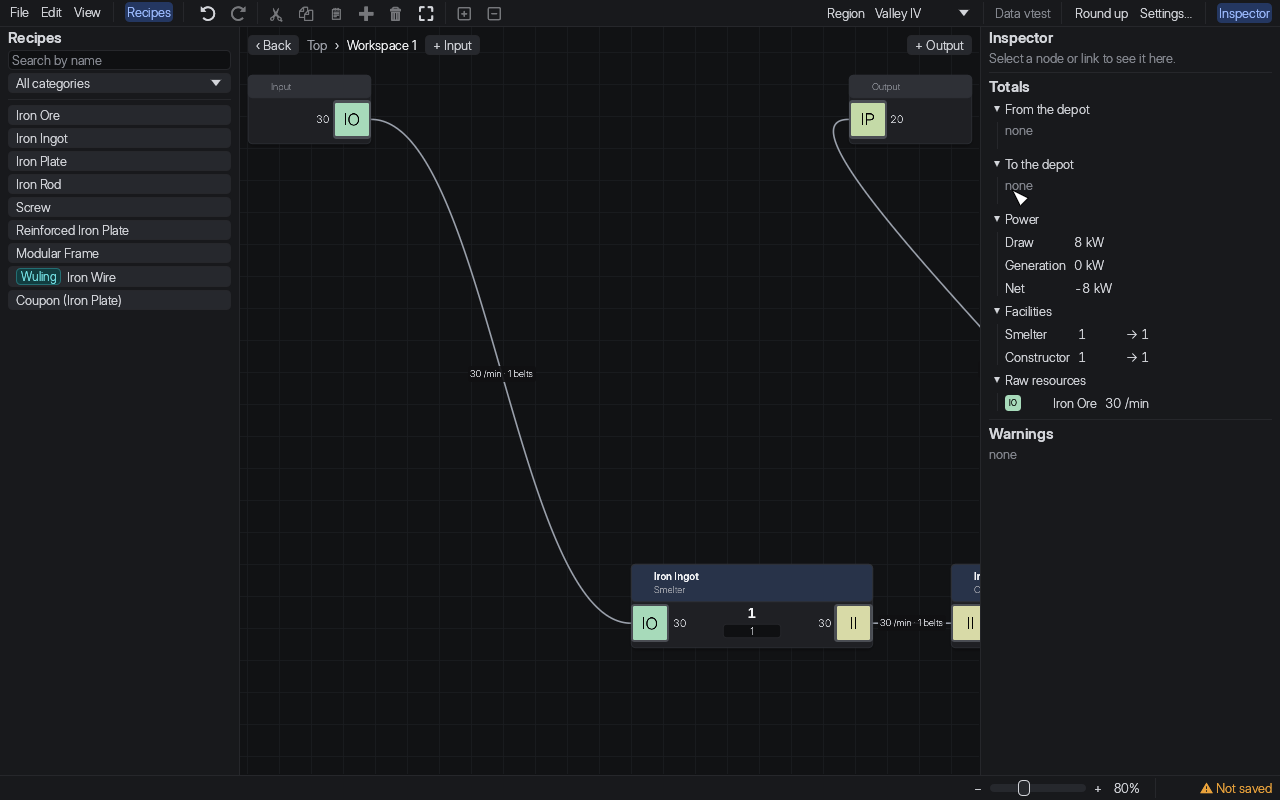 File Edit View Recipes Region Valley IV Data vtest Round up Settings... Inspector
Recipes
Search by name
All categories
Iron Ore
Iron Ingot
Iron Plate
Iron Rod
Screw
Reinforced Iron Plate
Modular Frame
Wuling Iron Wire
Coupon (Iron Plate)
‹ Back Top › Workspace 1 + Input + Output
Input
30 IO
Output
IP 20
30 /min · 1 belts
Iron Ingot
Smelter
IO 30 1 30 II
1
30 /min · 1 belts
II
Inspector
Select a node or link to see it here.
Totals
From the depot
none
To the depot
none
Power
Draw 8 kW
Generation 0 kW
Net -8 kW
Facilities
Smelter 1 → 1
Constructor 1 → 1
Raw resources
IO Iron Ore 30 /min
Warnings
none
− + 80% Not saved